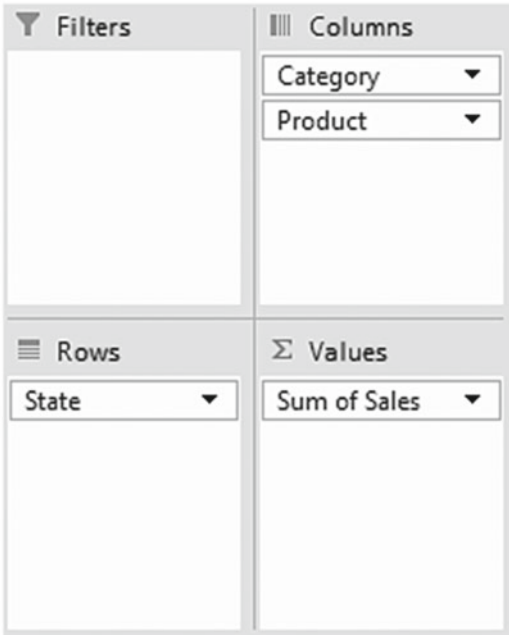 Filters
Columns
Category
Product
Rows
Values
State
Sum of Sales